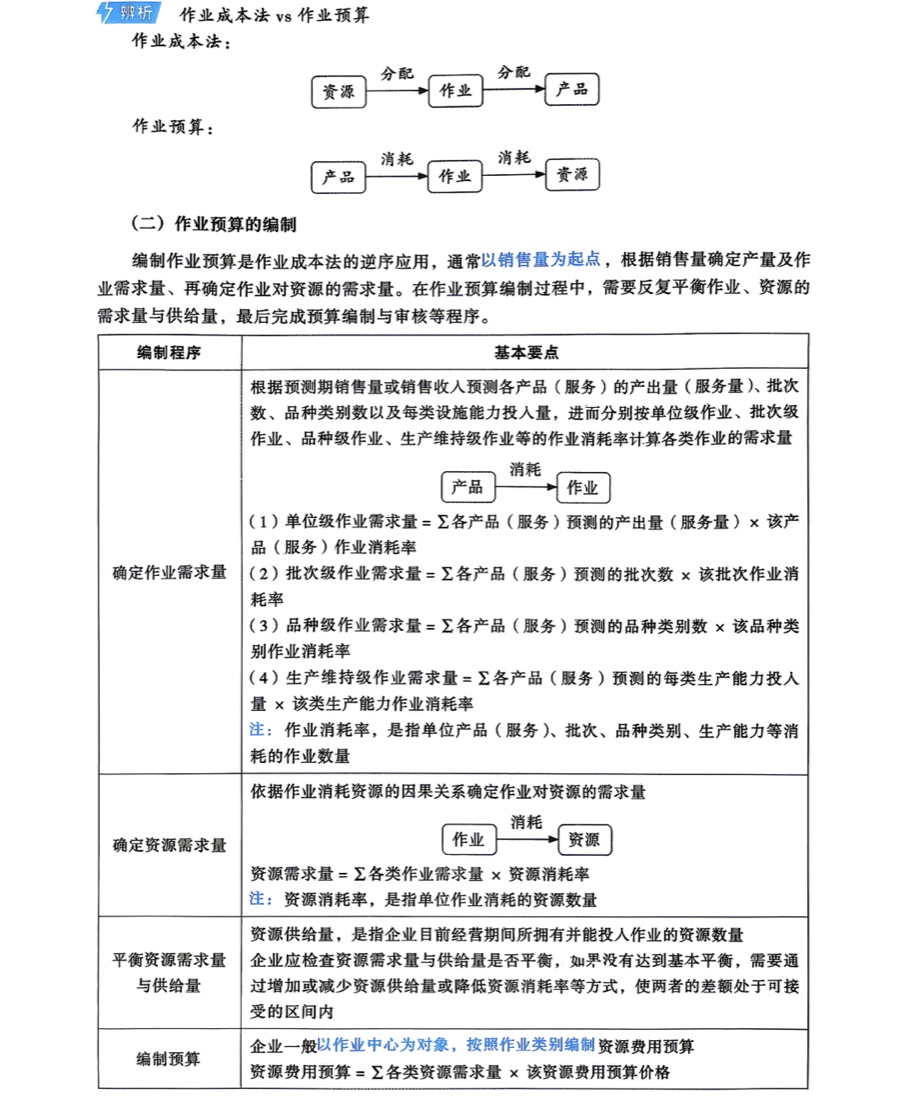 辨析 作业成本法 vs 作业预算
作业成本法：
分配 分配
资源 作业 产品
作业预算：
消耗 消耗
产品 作业 资源
（二）作业预算的编制
编制作业预算是作业成本法的逆序应用，通常以销售量为起点，根据销售量确定产量及作
业需求量、再确定作业对资源的需求量。在作业预算编制过程中，需要反复平衡作业、资源的
需求量与供给量，最后完成预算编制与审核等程序。
编制程序 基本要点
确定作业需求量
根据预测期销售量或销售收入预测各产品（服务）的产出量（服务量）、批次
数、品种类别数以及每类设施能力投入量，进而分别按单位级作业、批次级
作业、品种级作业、生产维持级作业等的作业消耗率计算各类作业的需求量
消耗
产品 作业
（1）单位级作业需求量 = ∑各产品（服务）预测的产出量（服务量）× 该产
品（服务）作业消耗率
（2）批次级作业需求量 = ∑各产品（服务）预测的批次数 × 该批次作业消
耗率
（3）品种级作业需求量 = ∑各产品（服务）预测的品种类别数 × 该品种类
别作业消耗率
（4）生产维持级作业需求量 = ∑各产品（服务）预测的每类生产能力投入
量 × 该类生产能力作业消耗率
注：作业消耗率，是指单位产品（服务）、批次、品种类别、生产能力等消
耗的作业数量
确定资源需求量
依据作业消耗资源的因果关系确定作业对资源的需求量
消耗
作业 资源
资源需求量 = ∑各类作业需求量 × 资源消耗率
注：资源消耗率，是指单位作业消耗的资源数量
平衡资源需求量
与供给量
资源供给量，是指企业目前经营期间所拥有并能投入作业的资源数量
企业应检查资源需求量与供给量是否平衡，如果没有达到基本平衡，需要通
过增加或减少资源供给量或降低资源消耗率等方式，使两者的差额处于可接
受的区间内
编制预算
企业一般以作业中心为对象，按照作业类别编制资源费用预算
资源费用预算 = ∑各类资源需求量 × 该资源费用预算价格